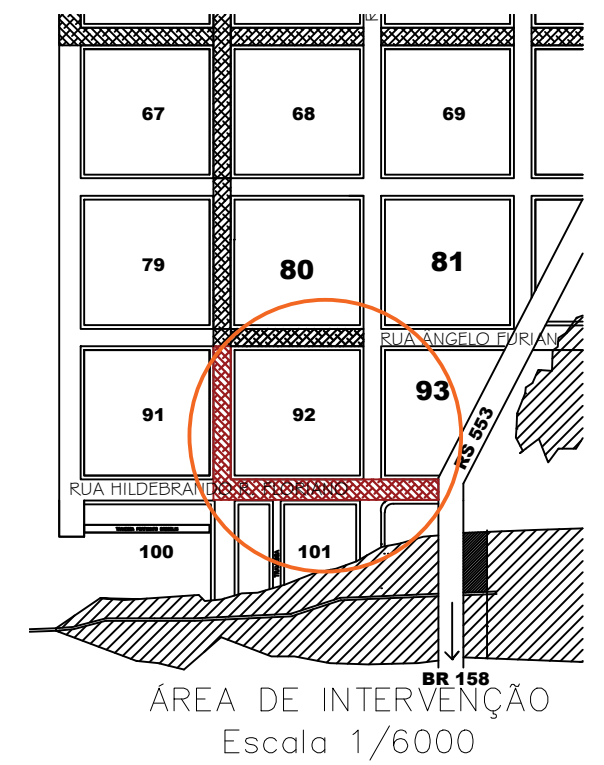 67
68
69
79
80
81
RUA ÂNGELO FURIAN
91
92
93
RS 553
RUA HILDEBRANDO R. FLORIANO
100
101
BR 158
ÁREA DE INTERVENÇÃO
Escala 1/6000